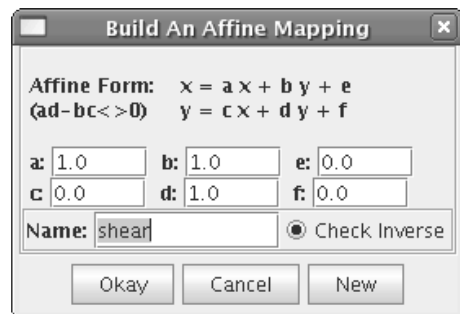 Build An Affine Mapping
Affine Form: x = a x + b y + e
(ad-bc< >0) y = c x + d y + f
a: 1.0 b: 1.0 e: 0.0
c 0.0 d: 1.0 f: 0.0
Name: shear Check Inverse
Okay Cancel New